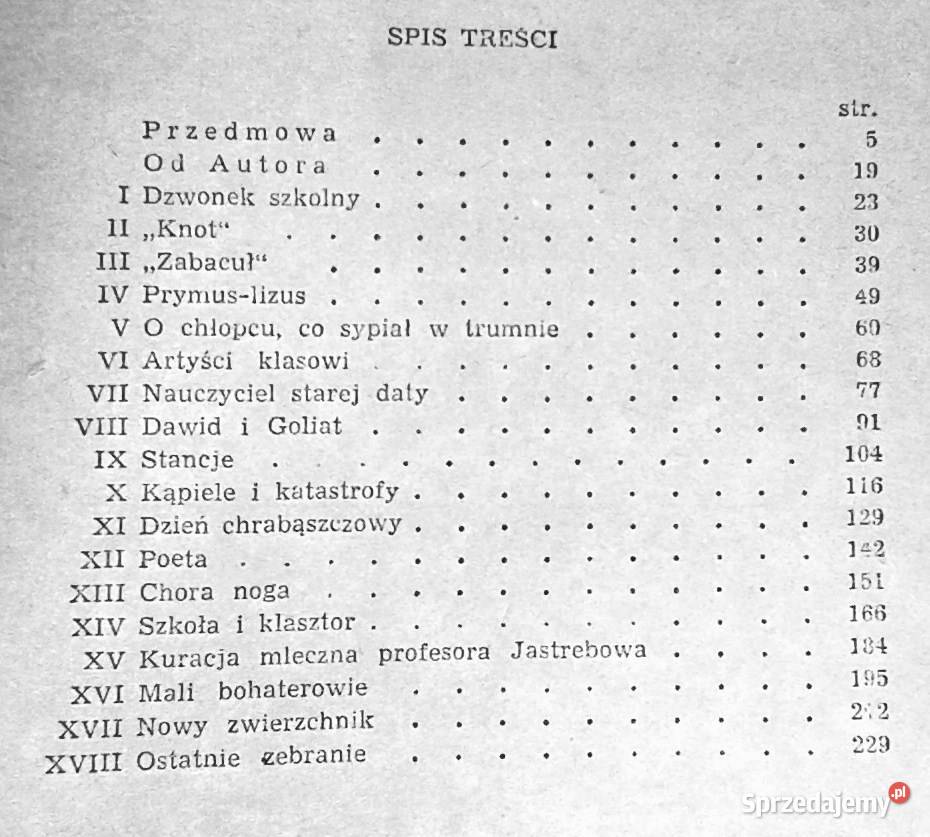 SPIS TREŚCI
str.
Przedmowa . . . . . . . . . . . 5
Od Autora . . . . . . . . . . . 19
I Dzwonek szkolny . . . . . . . . . . . 23
II „Knot“ . . . . . . . . . . . . . 30
III „Zabacuł“ . . . . . . . . . . . . 39
IV Prymus-lizus . . . . . . . . . . . . 49
V O chłopcu, co sypiał w trumnie . . . . . . 60
VI Artyści klasowi . . . . . . . . . . . 68
VII Nauczyciel starej daty . . . . . . . . . 77
VIII Dawid i Goliat . . . . . . . . . . . 91
IX Stancje . . . . . . . . . . . . . 104
X Kąpiele i katastrofy . . . . . . . . . . 116
XI Dzień chrabąszczowy . . . . . . . . . . 129
XII Poeta . . . . . . . . . . . . . . 142
XIII Chora noga . . . . . . . . . . . . 151
XIV Szkoła i klasztor . . . . . . . . . . . 166
XV Kuracja mleczna profesora Jastrebowa . . . . 184
XVI Mali bohaterowie . . . . . . . . . . 195
XVII Nowy zwierzchnik . . . . . . . . . .
XVIII Ostatnie zebranie . . . . . . . . . . 229
Sprzedajemy.pl